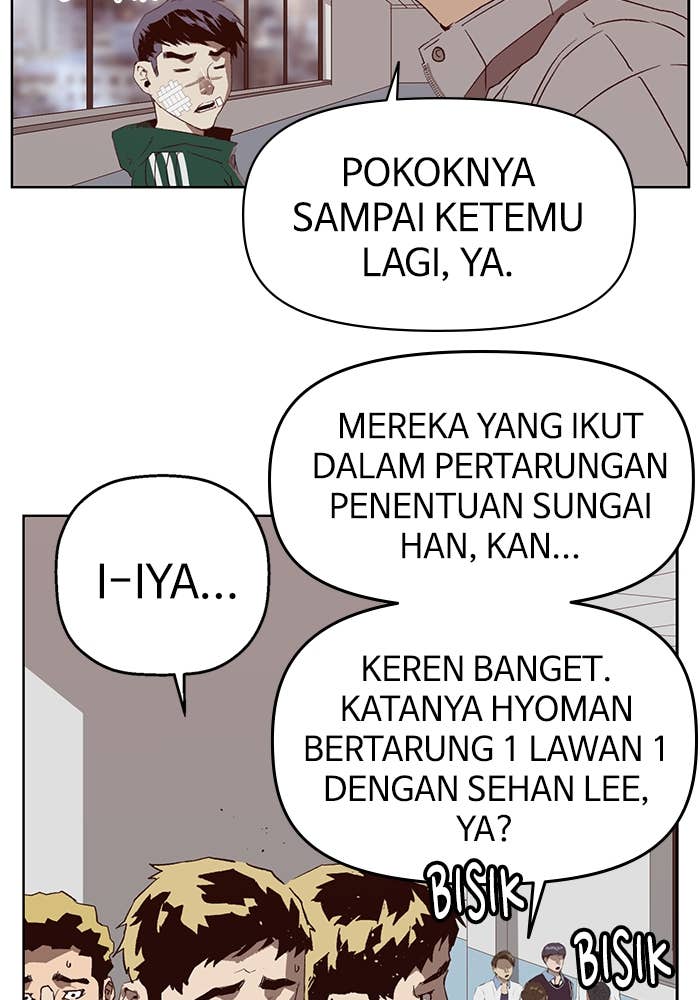 POKOKNYA
SAMPAI KETEMU
LAGI, YA.
MEREKA YANG IKUT
DALAM PERTARUNGAN
PENENTUAN SUNGAI
HAN, KAN...
I-IYA...
KEREN BANGET.
KATANYA HYOMAN
BERTARUNG 1 LAWAN 1
DENGAN SEHAN LEE,
YA?
BISIK
BISIK